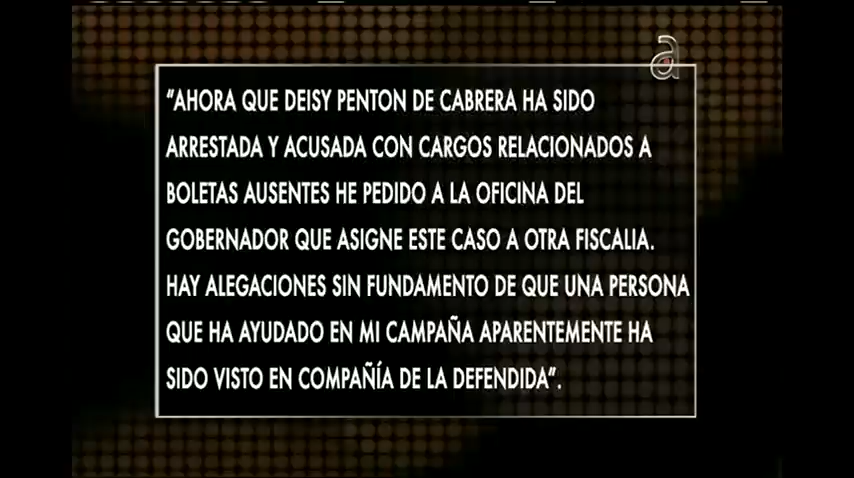 a
"AHORA QUE DEISY PENTON DE CABRERA HA SIDO
ARRESTADA Y ACUSADA CON CARGOS RELACIONADOS A
BOLETAS AUSENTES HE PEDIDO A LA OFICINA DEL
GOBERNADOR QUE ASIGNE ESTE CASO A OTRA FISCALIA.
HAY ALEGACIONES SIN FUNDAMENTO DE QUE UNA PERSONA
QUE HA AYUDADO EN MI CAMPAÑA APARENTEMENTE HA
SIDO VISTO EN COMPAÑÍA DE LA DEFENDIDA".